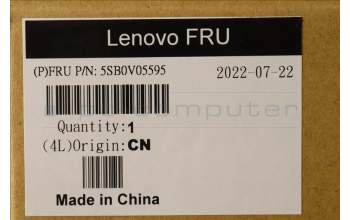 Lenovo FRU
(P)FRU P/N: 5SB0V05595 2022-07-22
Quantity:1
(4L)Origin:CN
Made in China